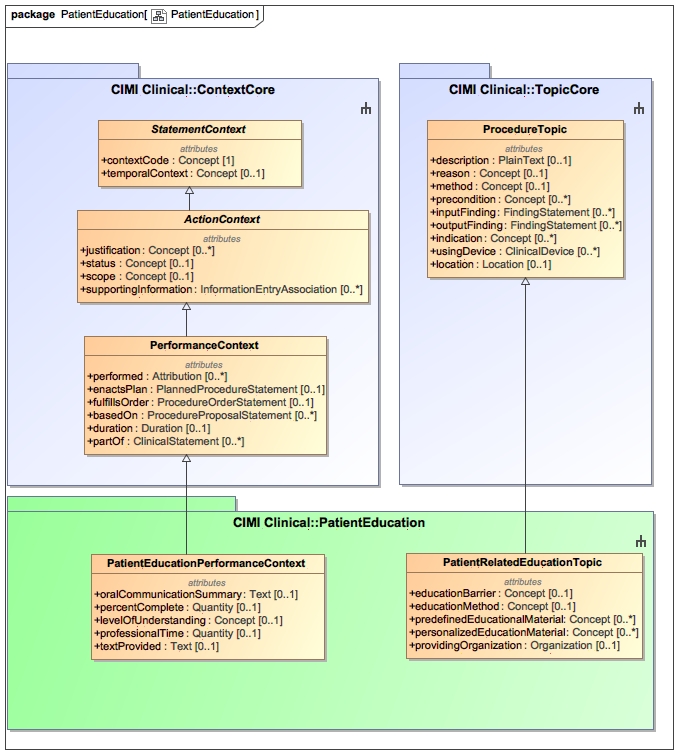 package PatientEducation[ PatientEducation ]
CIMI Clinical::ContextCore
StatementContext
attributes
+contextCode : Concept [1]
+temporalContext : Concept [0..1]
ActionContext
attributes
+justification : Concept [0..*]
+status : Concept [0..1]
+scope : Concept [0..1]
+supportingInformation : InformationEntryAssociation [0..*]
PerformanceContext
attributes
+performed : Attribution [0..*]
+enactsPlan : PlannedProcedureStatement [0..1]
+fulfillsOrder : ProcedureOrderStatement [0..1]
+basedOn : ProcedureProposalStatement [0..*]
+duration : Duration [0..1]
+partOf : ClinicalStatement [0..*]
CIMI Clinical::TopicCore
ProcedureTopic
attributes
+description : PlainText [0..1]
+reason : Concept [0..1]
+method : Concept [0..1]
+precondition : Concept [0..*]
+inputFinding : FindingStatement [0..*]
+outputFinding : FindingStatement [0..*]
+indication : Concept [0..*]
+usingDevice : ClinicalDevice [0..*]
+location : Location [0..1]
CIMI Clinical::PatientEducation
PatientEducationPerformanceContext
attributes
+oralCommunicationSummary : Text [0..1]
+percentComplete : Quantity [0..1]
+levelOfUnderstanding : Concept [0..1]
+professionalTime : Quantity [0..1]
+textProvided : Text [0..1]
PatientRelatedEducationTopic
attributes
+educationBarrier : Concept [0..1]
+educationMethod : Concept [0..1]
+predefinedEducationalMaterial : Concept [0..*]
+personalizedEducationMaterial : Concept [0..*]
+providingOrganization : Organization [0..1]